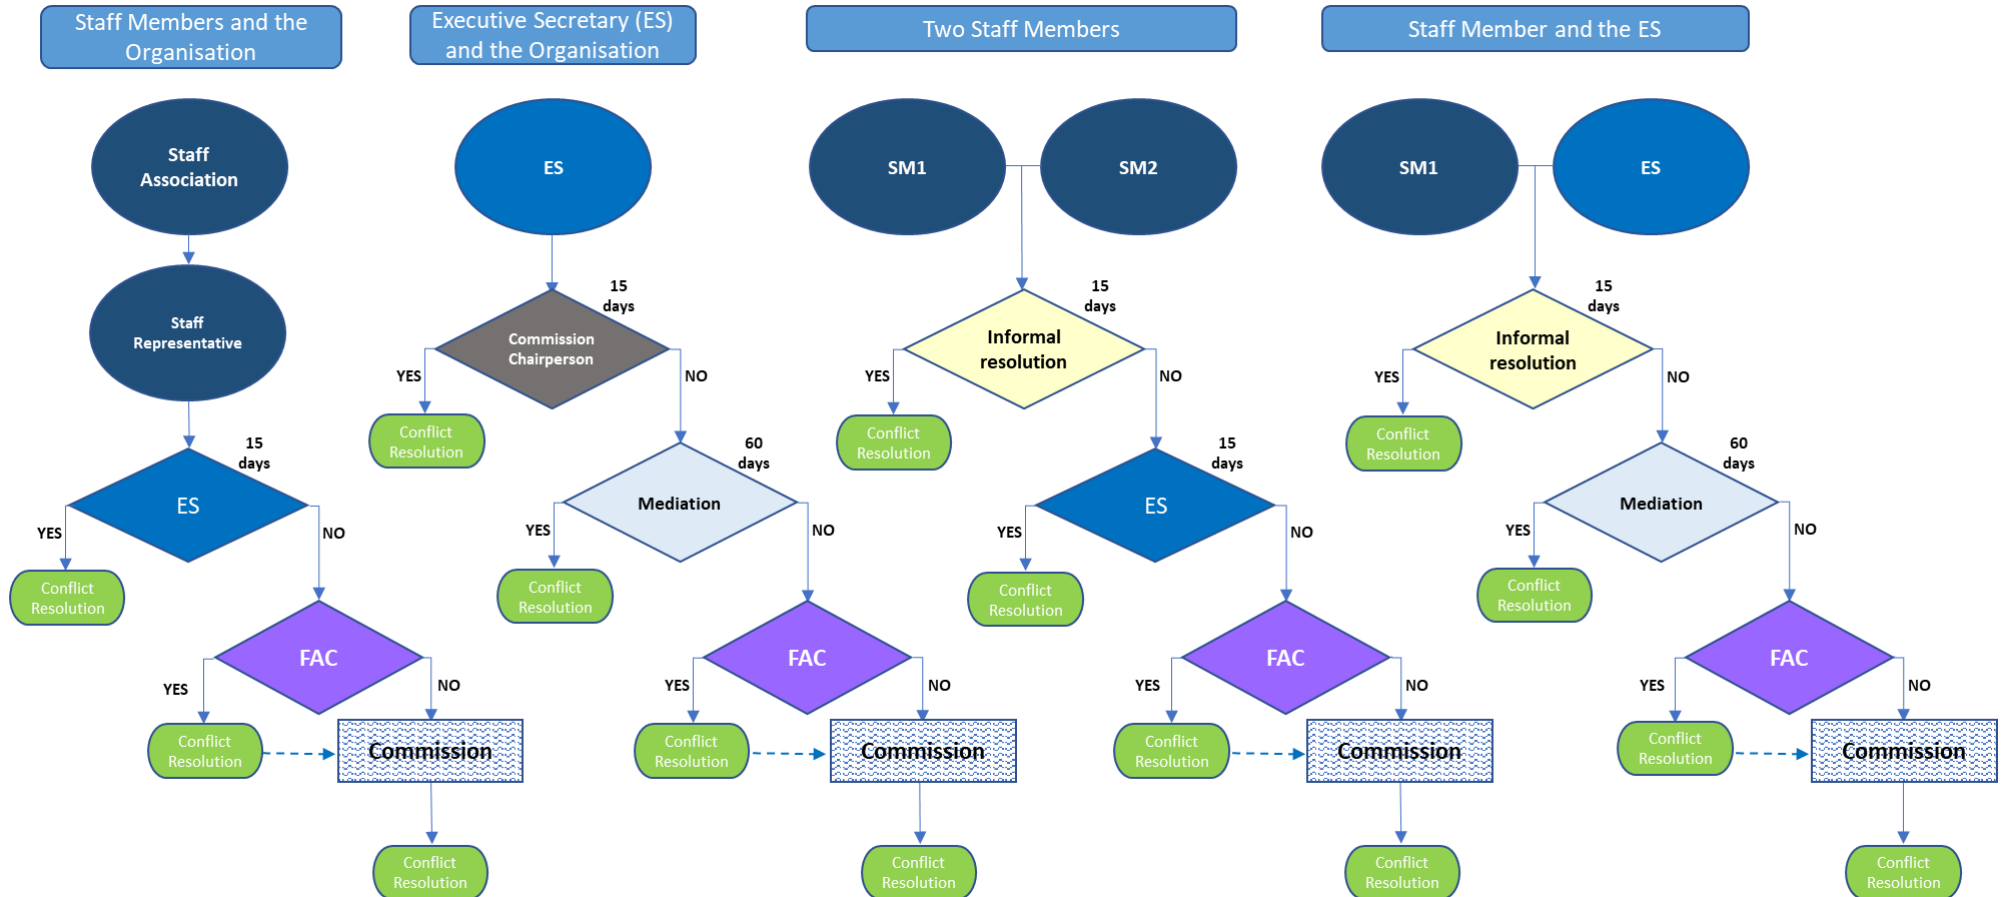 Staff Members and the
Organisation
Staff
Association
Staff
Representative
15
days
ES
YES
NO
Conflict
Resolution
FAC
YES
NO
Conflict
Resolution
Commission
Conflict
Resolution
Executive Secretary (ES)
and the Organisation
ES
15
days
Commission
Chairperson
YES
NO
Conflict
Resolution
60
days
Mediation
YES
NO
Conflict
Resolution
FAC
YES
NO
Conflict
Resolution
Commission
Conflict
Resolution
Two Staff Members
SM1
SM2
15
days
Informal
resolution
YES
NO
Conflict
Resolution
15
days
ES
YES
NO
Conflict
Resolution
FAC
YES
NO
Conflict
Resolution
Commission
Conflict
Resolution
Staff Member and the ES
SM1
ES
15
days
Informal
resolution
YES
NO
Conflict
Resolution
60
days
Mediation
YES
NO
Conflict
Resolution
FAC
YES
NO
Conflict
Resolution
Commission
Conflict
Resolution